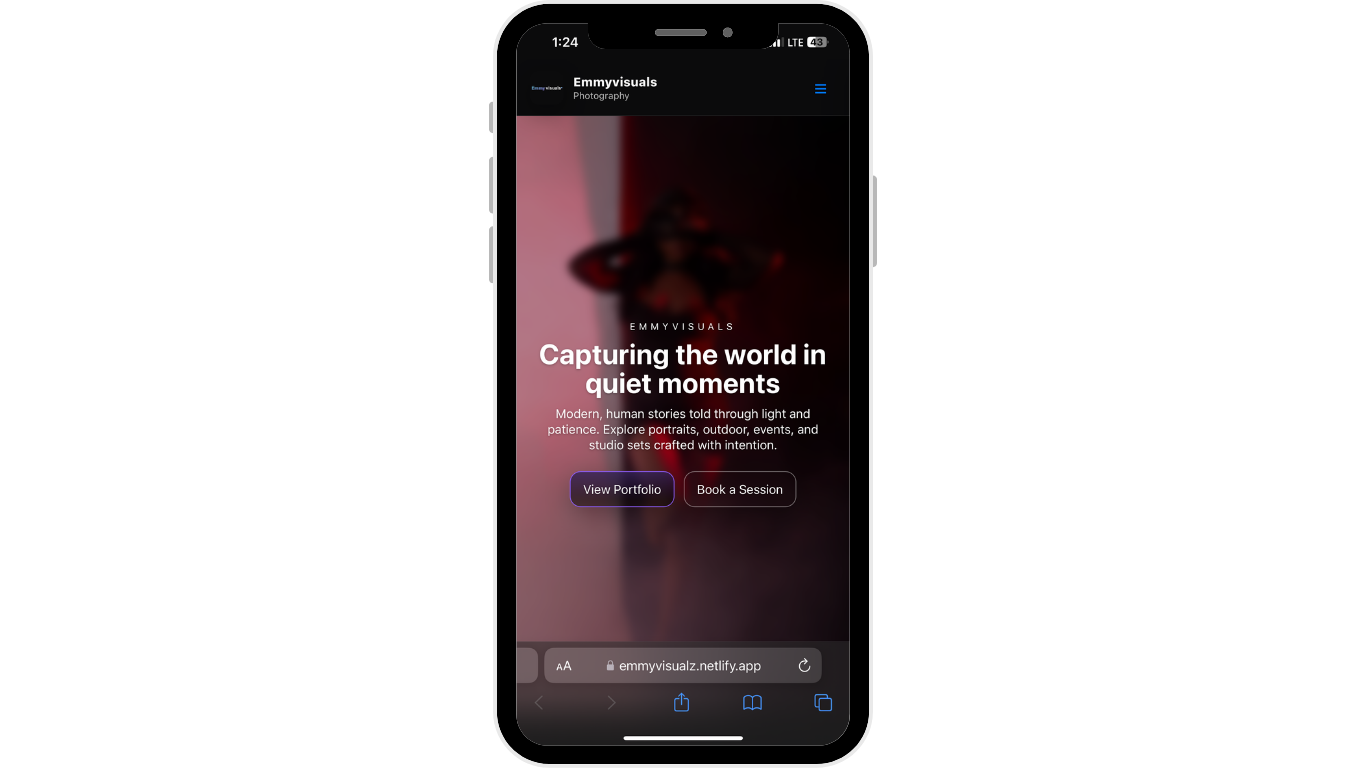 1:24
LTE 43
Emmyvisuals
Emmyvisuals
Photography
EMMYVISUALS
Capturing the world in
quiet moments
Modern, human stories told through light and
patience. Explore portraits, outdoor, events, and
studio sets crafted with intention.
View Portfolio
Book a Session
AA
emmyvisualz.netlify.app